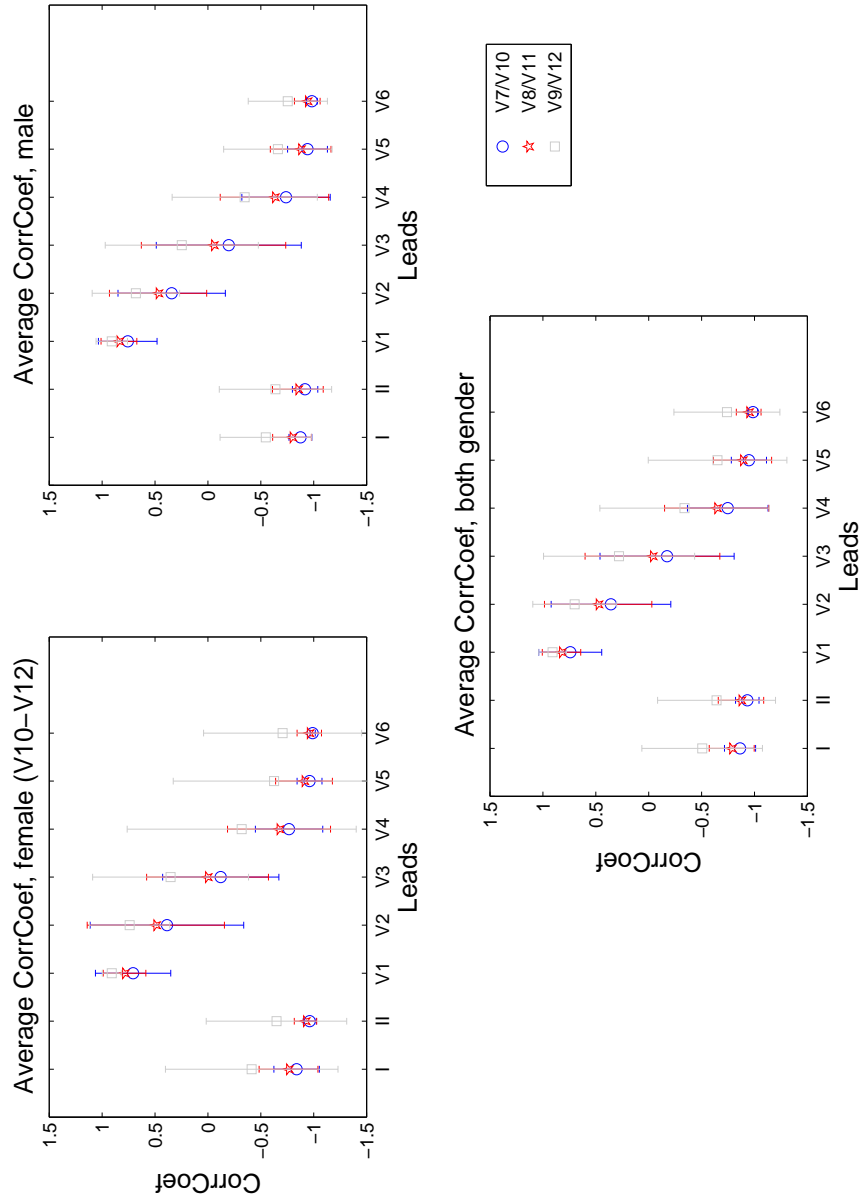 Average CorrCoef, female (V10−V12)
1.5
1
0.5
0
−0.5
−1
−1.5
CorrCoef
I
II
V1
V2
V3
V4
V5
V6
Leads
Average CorrCoef, male
1.5
1
0.5
0
−0.5
−1
−1.5
I
II
V1
V2
V3
V4
V5
V6
Leads
Average CorrCoef, both gender
1.5
1
0.5
0
−0.5
−1
−1.5
CorrCoef
I
II
V1
V2
V3
V4
V5
V6
Leads
V7/V10
V8/V11
V9/V12